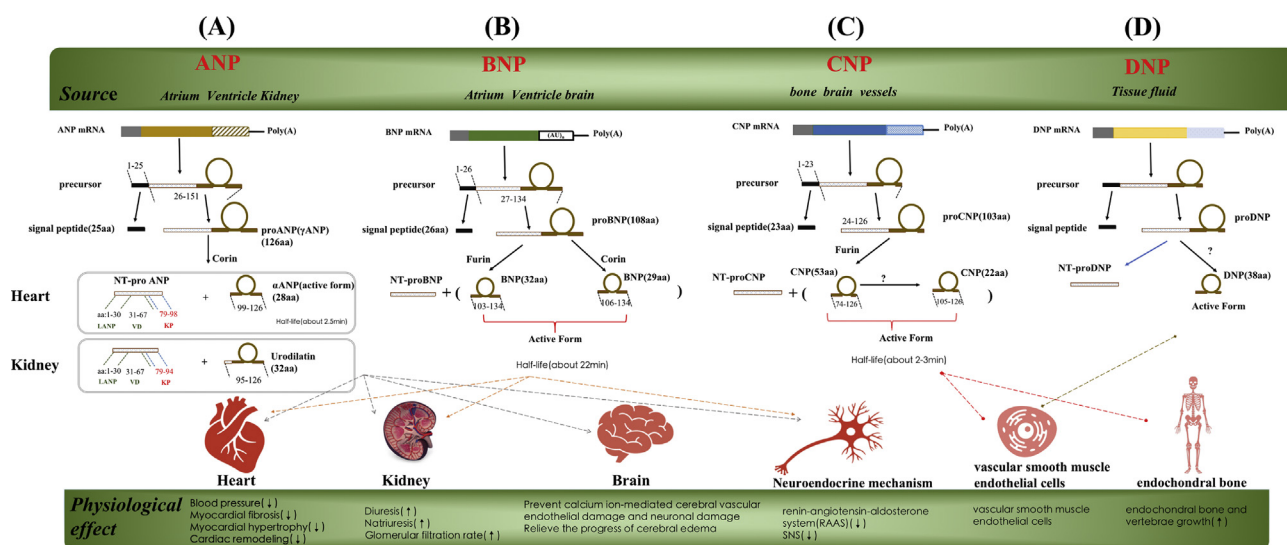 (A) (B) (C) (D)
ANP BNP CNP DNP
Source Atrium Ventricle Kidney Atrium Ventricle brain bone brain vessels Tissue fluid
ANP mRNA Poly(A)
1-25
precursor
26-151
signal peptide(25aa)
proANP(γANP)
(126aa)
Corin
Heart
NT-pro ANP
+
αANP(active form)
(28aa)
aa:1-30 31-67 79-98
99-126
LANP VD KP
Half-life(about 2.5min)
Kidney
+
Urodilatin
(32aa)
aa:1-30 31-67 79-94
95-126
LANP VD KP
BNP mRNA (AU)n Poly(A)
1-26
precursor
27-134
signal peptide(26aa)
proBNP(108aa)
Furin Corin
NT-proBNP
+ (
BNP(32aa)
103-134
BNP(29aa)
106-134
)
Active Form
Half-life(about 22min)
CNP mRNA Poly(A)
1-23
precursor
24-126
signal peptide(23aa)
proCNP(103aa)
Furin
NT-proCNP
+ (
CNP(53aa)
74-126
?
CNP(22aa)
105-126
)
Active Form
Half-life(about 2-3min)
DNP mRNA Poly(A)
precursor
signal peptide
proDNP
?
NT-proDNP
DNP(38aa)
Active Form
Heart
Kidney
Brain
Neuroendocrine mechanism
vascular smooth muscle
endothelial cells
endochondral bone
Physiological
effect
Blood pressure(↓)
Myocardial fibrosis(↓)
Myocardial hypertrophy(↓)
Cardiac remodeling(↓)
Diuresis(↑)
Natriuresis(↑)
Glomerular filtration rate(↑)
Prevent calcium ion-mediated cerebral vascular
endothelial damage and neuronal damage
Relieve the progress of cerebral edema
renin-angiotensin-aldosterone
system(RAAS)(↓)
SNS(↓)
vascular smooth muscle
endothelial cells
endochondral bone and
vertebrae growth(↑)